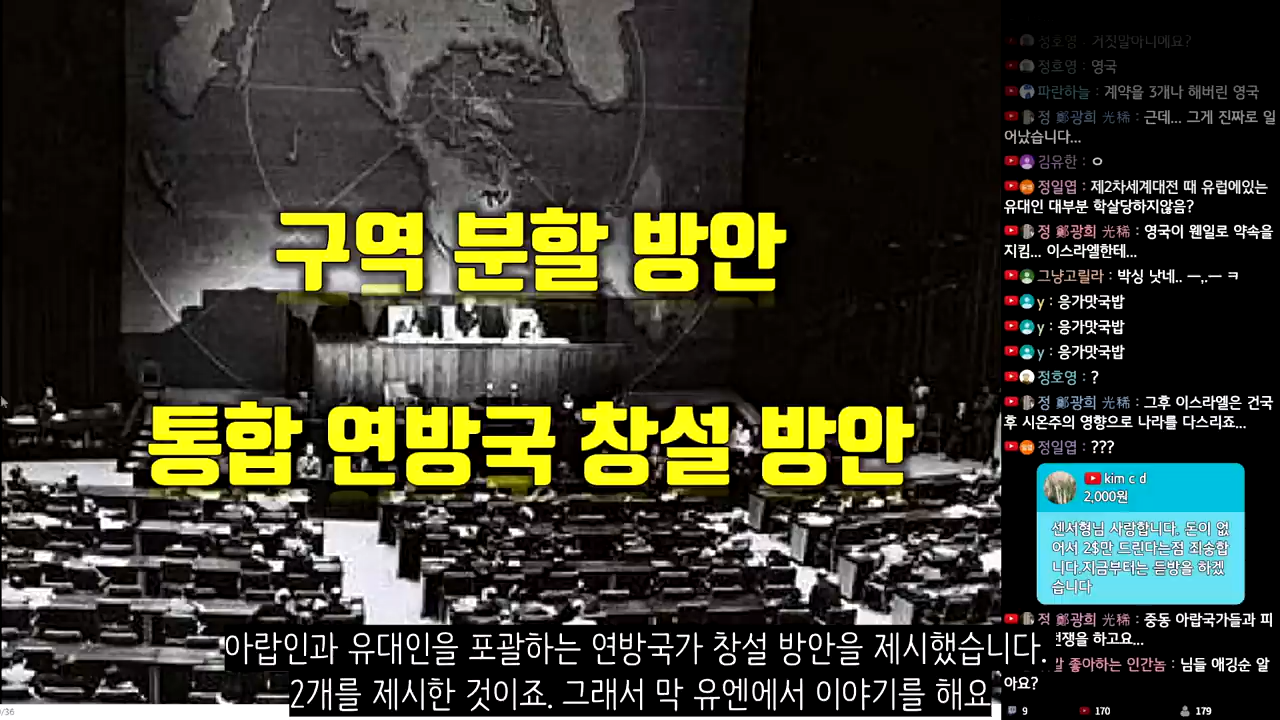 구역 분할 방안
통합 연방국 창설 방안
아랍인과 유대인을 포괄하는 연방국가 창설 방안을 제시했습니다.
2개를 제시한 것이죠. 그래서 막 유엔에서 이야기를 해요
/36
정호영 : 거짓말아니에요?
정호영 : 영국
파란하늘 : 계약을 3개나 해버린 영국
정 鄭광희 光稀 : 근데... 그게 진짜로 일
어났습니다...
김유한 : ㅇ
정일엽 : 제2차세계대전 때 유럽에있는
유대인 대부분 학살당하지않음?
정 鄭광희 光稀 : 영국이 웬일로 약속을
지킴... 이스라엘한테...
그냥고릴라 : 박싱 낫네.. ㅡ,.ㅡ ㅋ
y : 응가맛국밥
y : 응가맛국밥
y : 응가맛국밥
정호영 : ?
정 鄭광희 光稀 : 그후 이스라엘은 건국
후 시온주의 영향으로 나라를 다스리죠...
정일엽 : ???
kim c d
2,000원
센서형님 사랑합니다. 돈이 없
어서 2$만 드린다는점 죄송합
니다.지금부터는 듣방을 하겠
습니다
정 鄭광희 光稀 : 중동 아랍국가들과 피
전쟁을 하고요...
좋아하는 인간놈 : 님들 애깅순 알
아요?
9
170
179